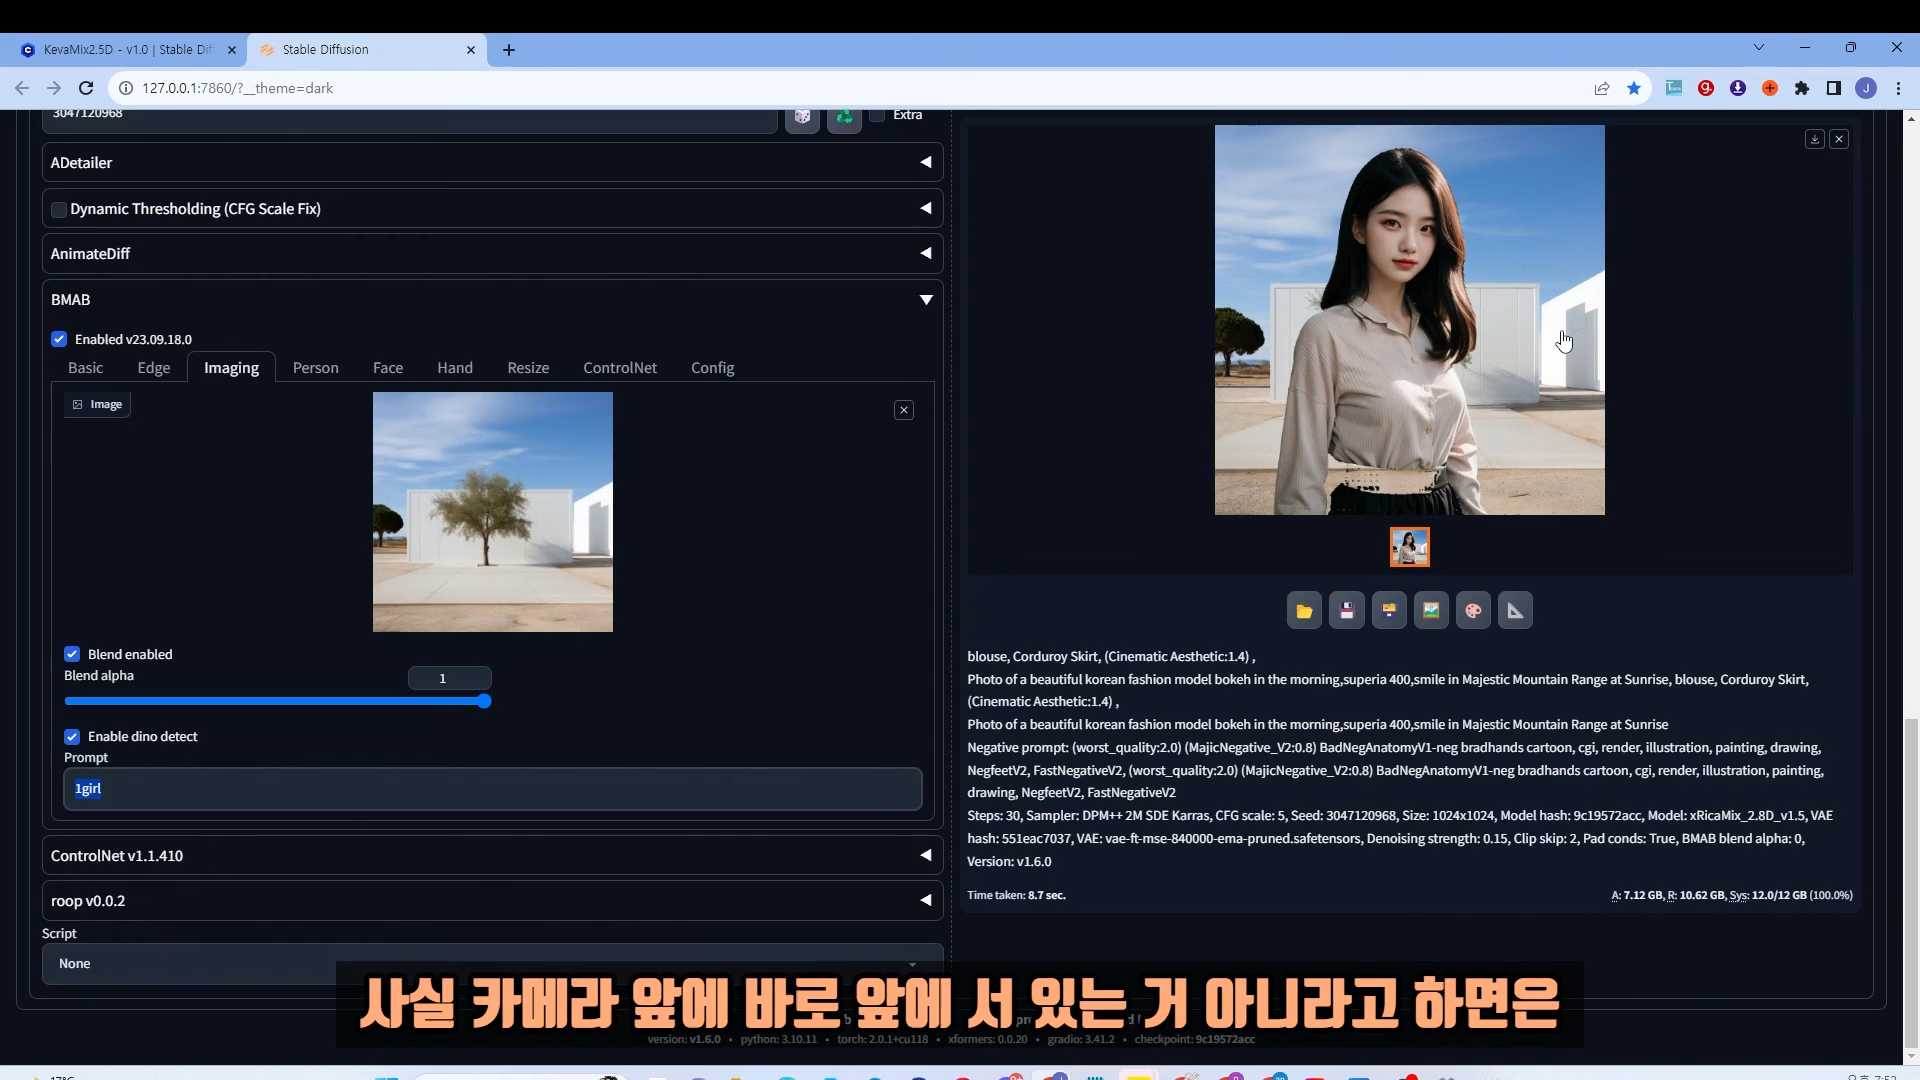 KevaMix2.5D - v1.0 | Stable Dif
Stable Diffusion
127.0.0.1:7860/?__theme=dark
J
3047120968
Extra
ADetailer
Dynamic Thresholding (CFG Scale Fix)
AnimateDiff
BMAB
Enabled v23.09.18.0
Basic
Edge
Imaging
Person
Face
Hand
Resize
ControlNet
Config
Image
Blend enabled
Blend alpha
1
Enable dino detect
Prompt
1girl
ControlNet v1.1.410
roop v0.0.2
Script
None
blouse, Corduroy Skirt, (Cinematic Aesthetic:1.4) ,
Photo of a beautiful korean fashion model bokeh in the morning,superia 400,smile in Majestic Mountain Range at Sunrise, blouse, Corduroy Skirt,
(Cinematic Aesthetic:1.4) ,
Photo of a beautiful korean fashion model bokeh in the morning,superia 400,smile in Majestic Mountain Range at Sunrise
Negative prompt: (worst_quality:2.0) (MajicNegative_V2:0.8) BadNegAnatomyV1-neg bradhands cartoon, cgi, render, illustration, painting, drawing,
NegfeetV2, FastNegativeV2, (worst_quality:2.0) (MajicNegative_V2:0.8) BadNegAnatomyV1-neg bradhands cartoon, cgi, render, illustration, painting,
drawing, NegfeetV2, FastNegativeV2
Steps: 30, Sampler: DPM++ 2M SDE Karras, CFG scale: 5, Seed: 3047120968, Size: 1024x1024, Model hash: 9c19572acc, Model: xRicaMix_2.8D_v1.5, VAE
hash: 551eac7037, VAE: vae-ft-mse-840000-ema-pruned.safetensors, Denoising strength: 0.15, Clip skip: 2, Pad conds: True, BMAB blend alpha: 0,
Version: v1.6.0
Time taken: 8.7 sec.
A: 7.12 GB, R: 10.62 GB, Sys: 12.0/12 GB (100.0%)
사실 카메라 앞에 바로 앞에 서 있는 거 아니라고 하면은
version: v1.6.0 • python: 3.10.11 • torch: 2.0.1+cu118 • xformers: 0.0.20 • gradio: 3.41.2 • checkpoint: 9c19572acc